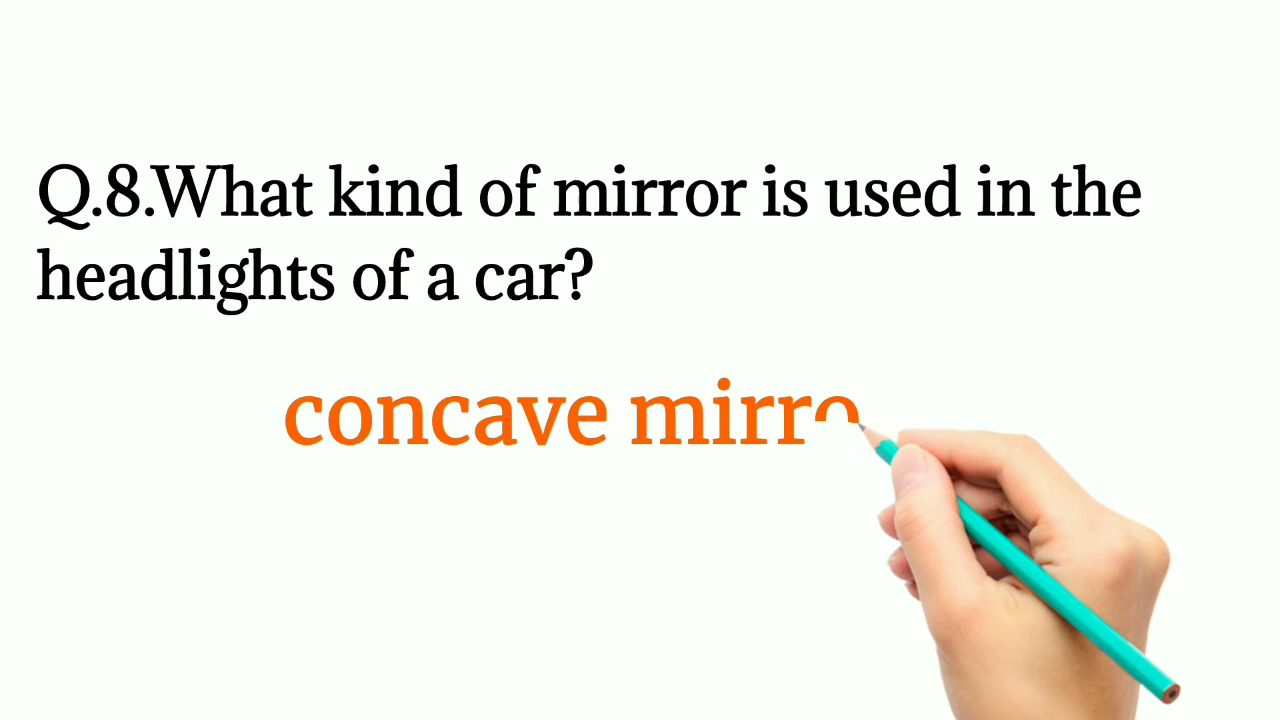 Q.8.What kind of mirror is used in the
headlights of a car?
concave mirro